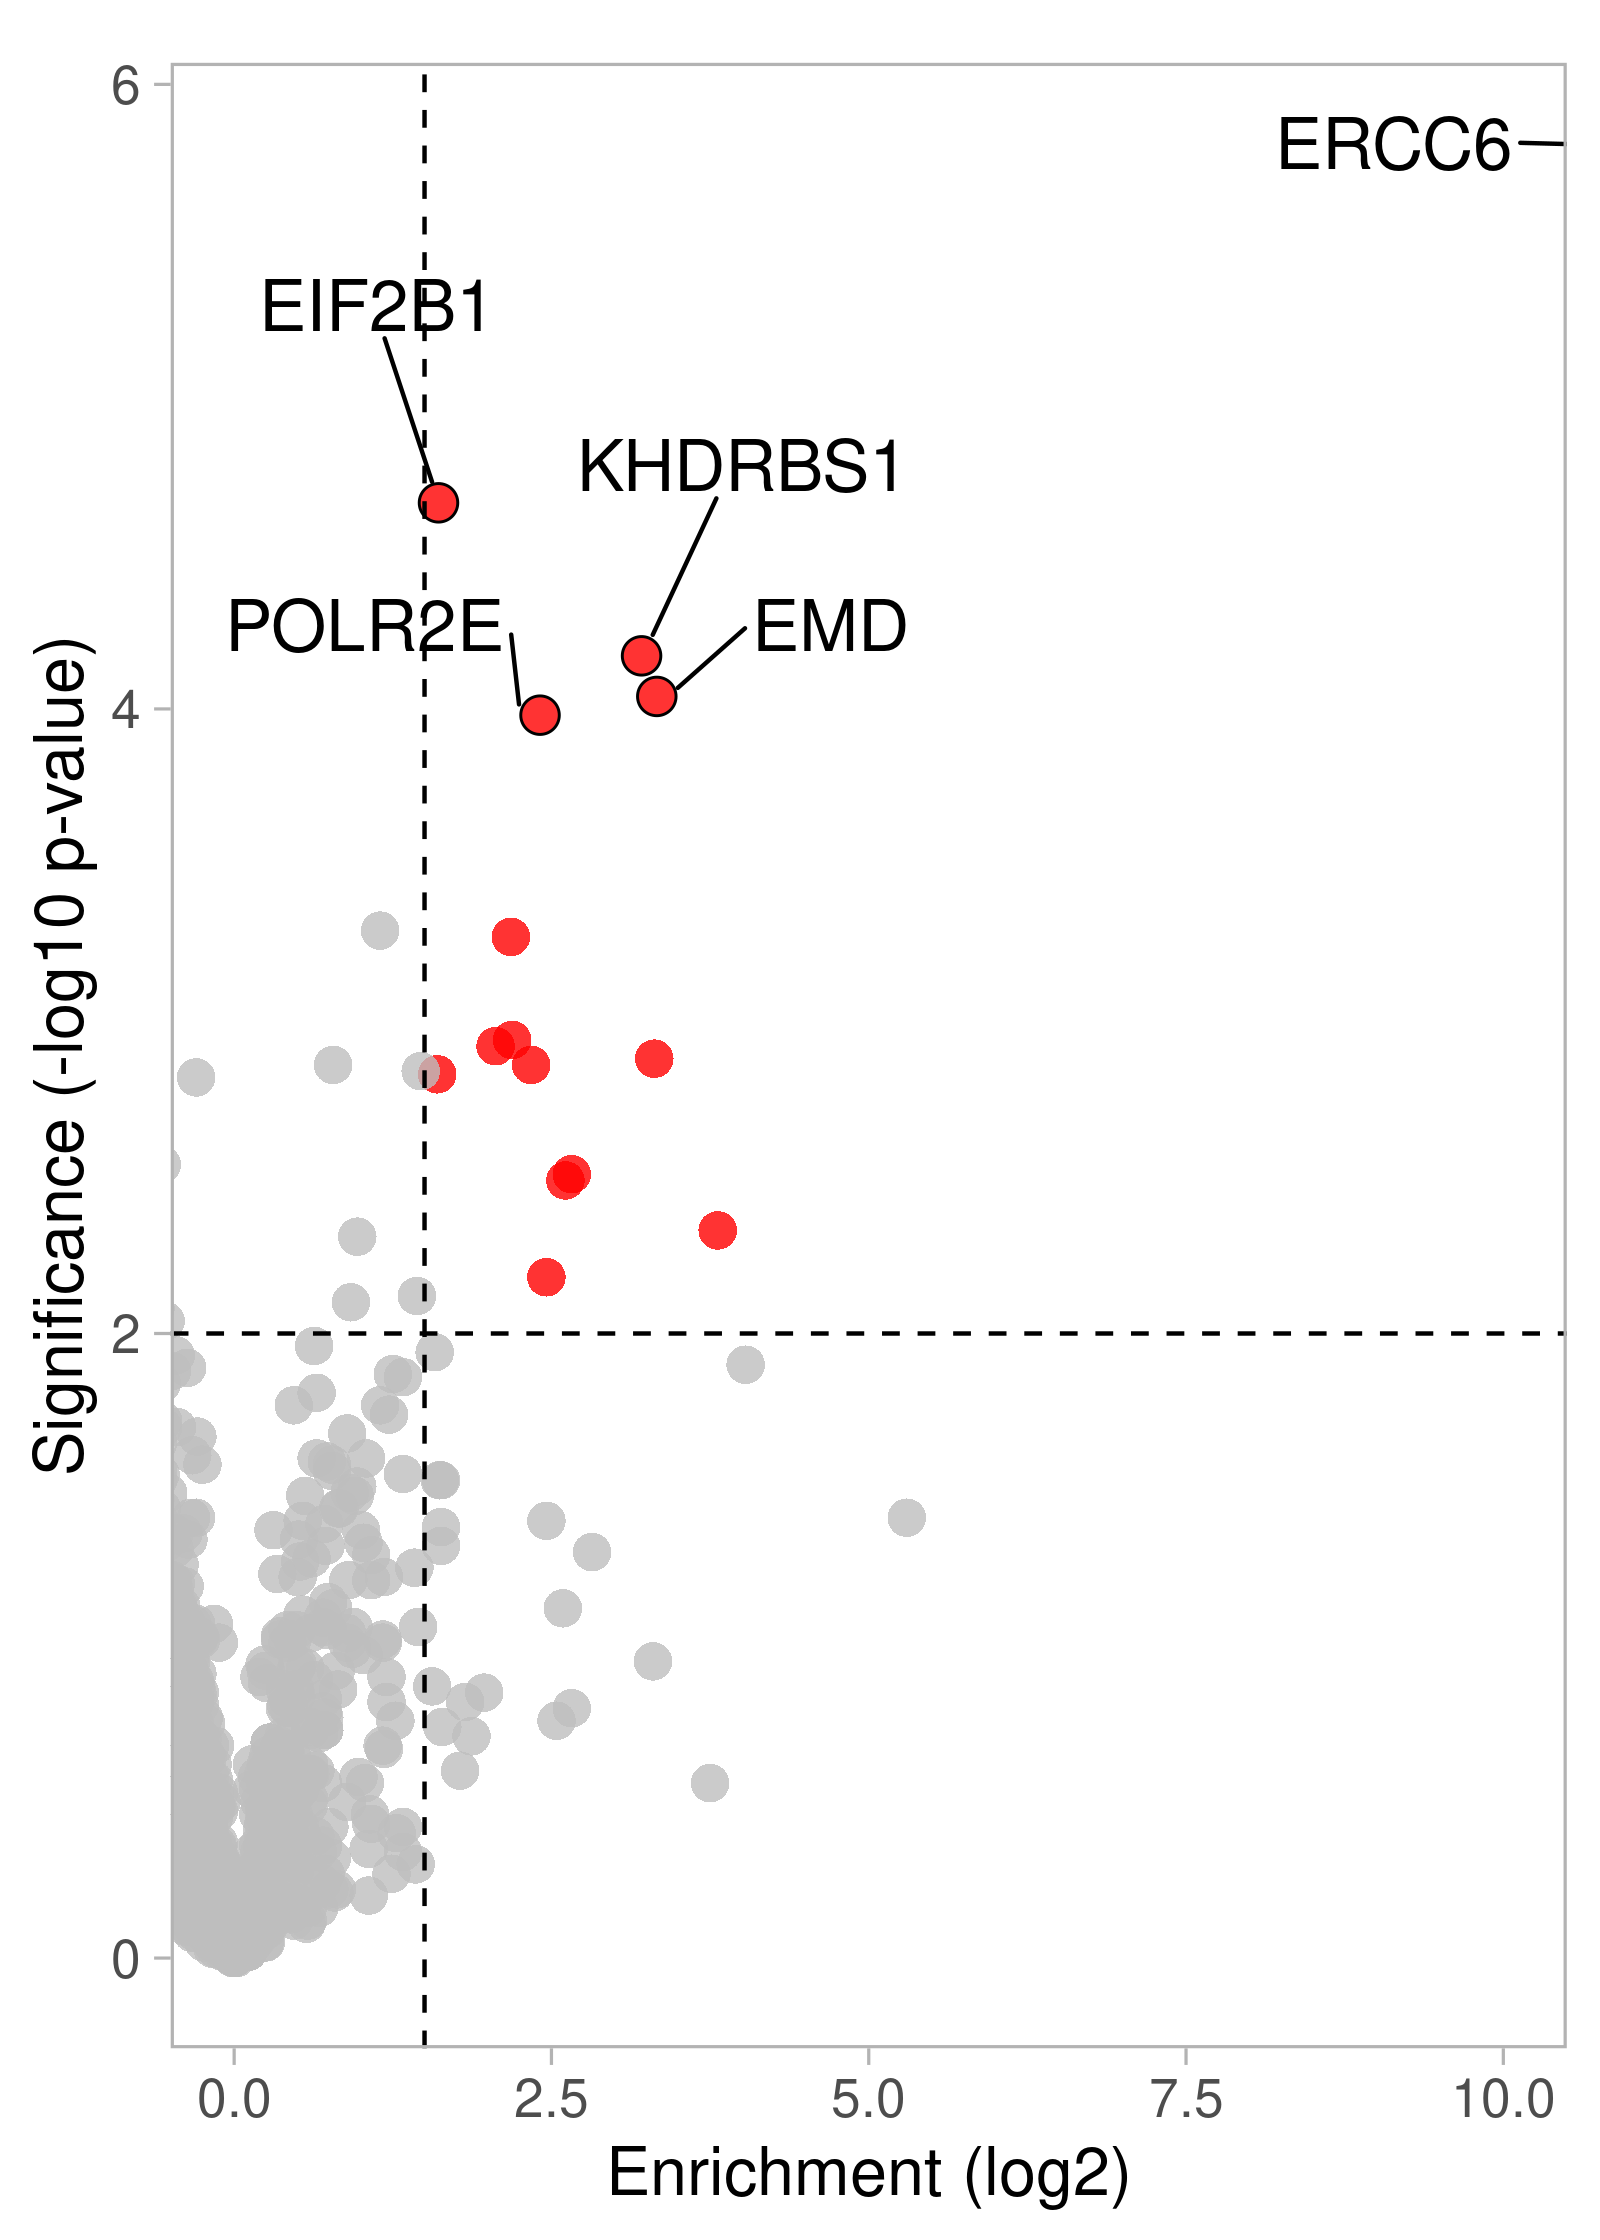 6
ERCC6
EIF2B1
KHDRBS1
POLR2E
EMD
4
Significance (-log10 p-value)
2
0
0.0 2.5 5.0 7.5 10.0
Enrichment (log2)